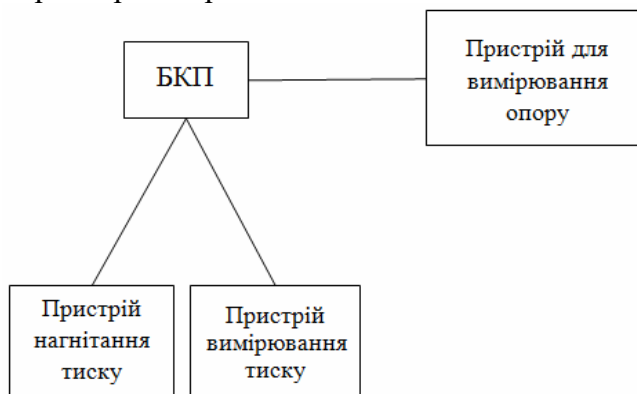 БКП
Пристрій для
вимірювання
опору
Пристрій
нагнітання
тиску
Пристрій
вимірювання
тиску